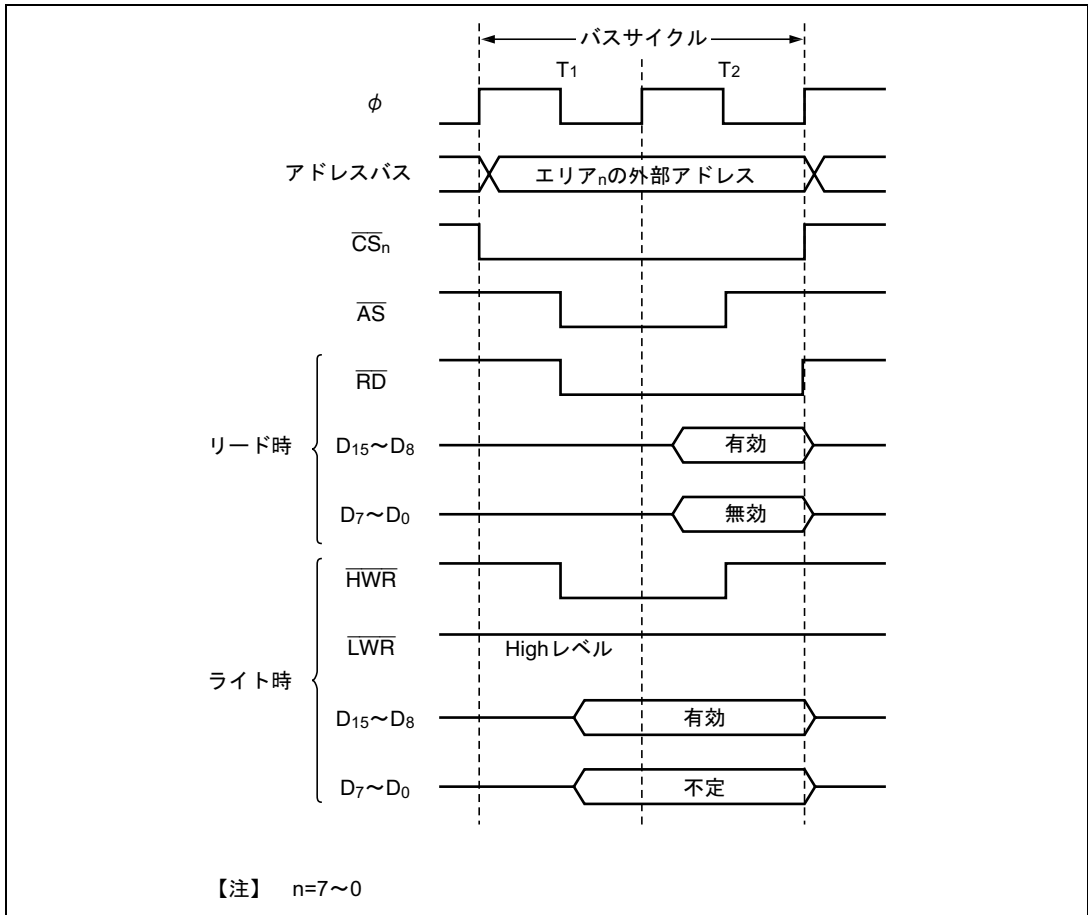 バスサイクル
T1 T2
φ
アドレスバス エリアnの外部アドレス
CSn
AS
RD
リード時 D15～D8 有効
D7～D0 無効
HWR
LWR Highレベル
ライト時
D15～D8 有効
D7～D0 不定
【注】 n=7～0